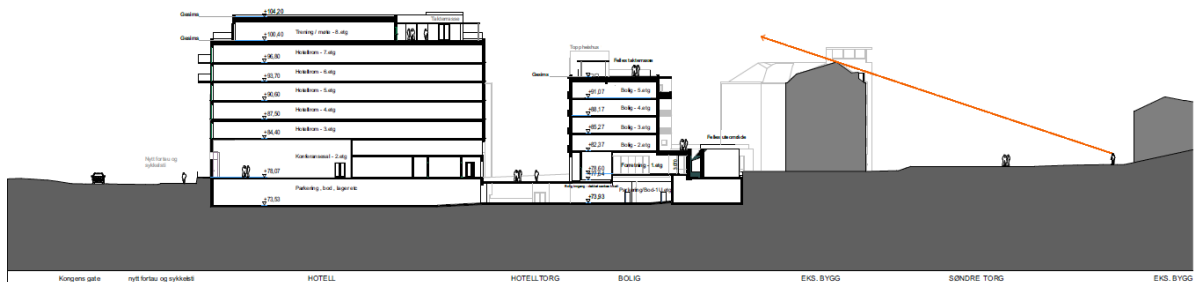 Gesims
+104,20
Takterrasse
Trening / møte - 8.etg
Gesims
+100,40
Hotellrom - 7.etg
+96,80
Hotellrom - 6.etg
+93,70
Hotellrom - 5.etg
+90,60
Hotellrom - 4.etg
+87,50
Hotellrom - 3.etg
+84,40
Konferansesal - 2.etg
+78,07
Parkering, bod, lager etc
+73,53
Nytt fortau og
sykkelsti
Topp heishus
Felles takterrasse
Gesims
+91,07
Bolig - 5.etg
+88,17
Bolig - 4.etg
+85,27
Bolig - 3.etg
+82,37
Bolig - 2.etg
Felles uteområde
Forretning - 1.etg
Parkering/Bod-1U.etg
+73,93
Kongens gate
nytt fortau og sykkelsti
HOTELL
HOTELLTORG
BOLIG
EKS. BYGG
SØNDRE TORG
EKS. BYGG